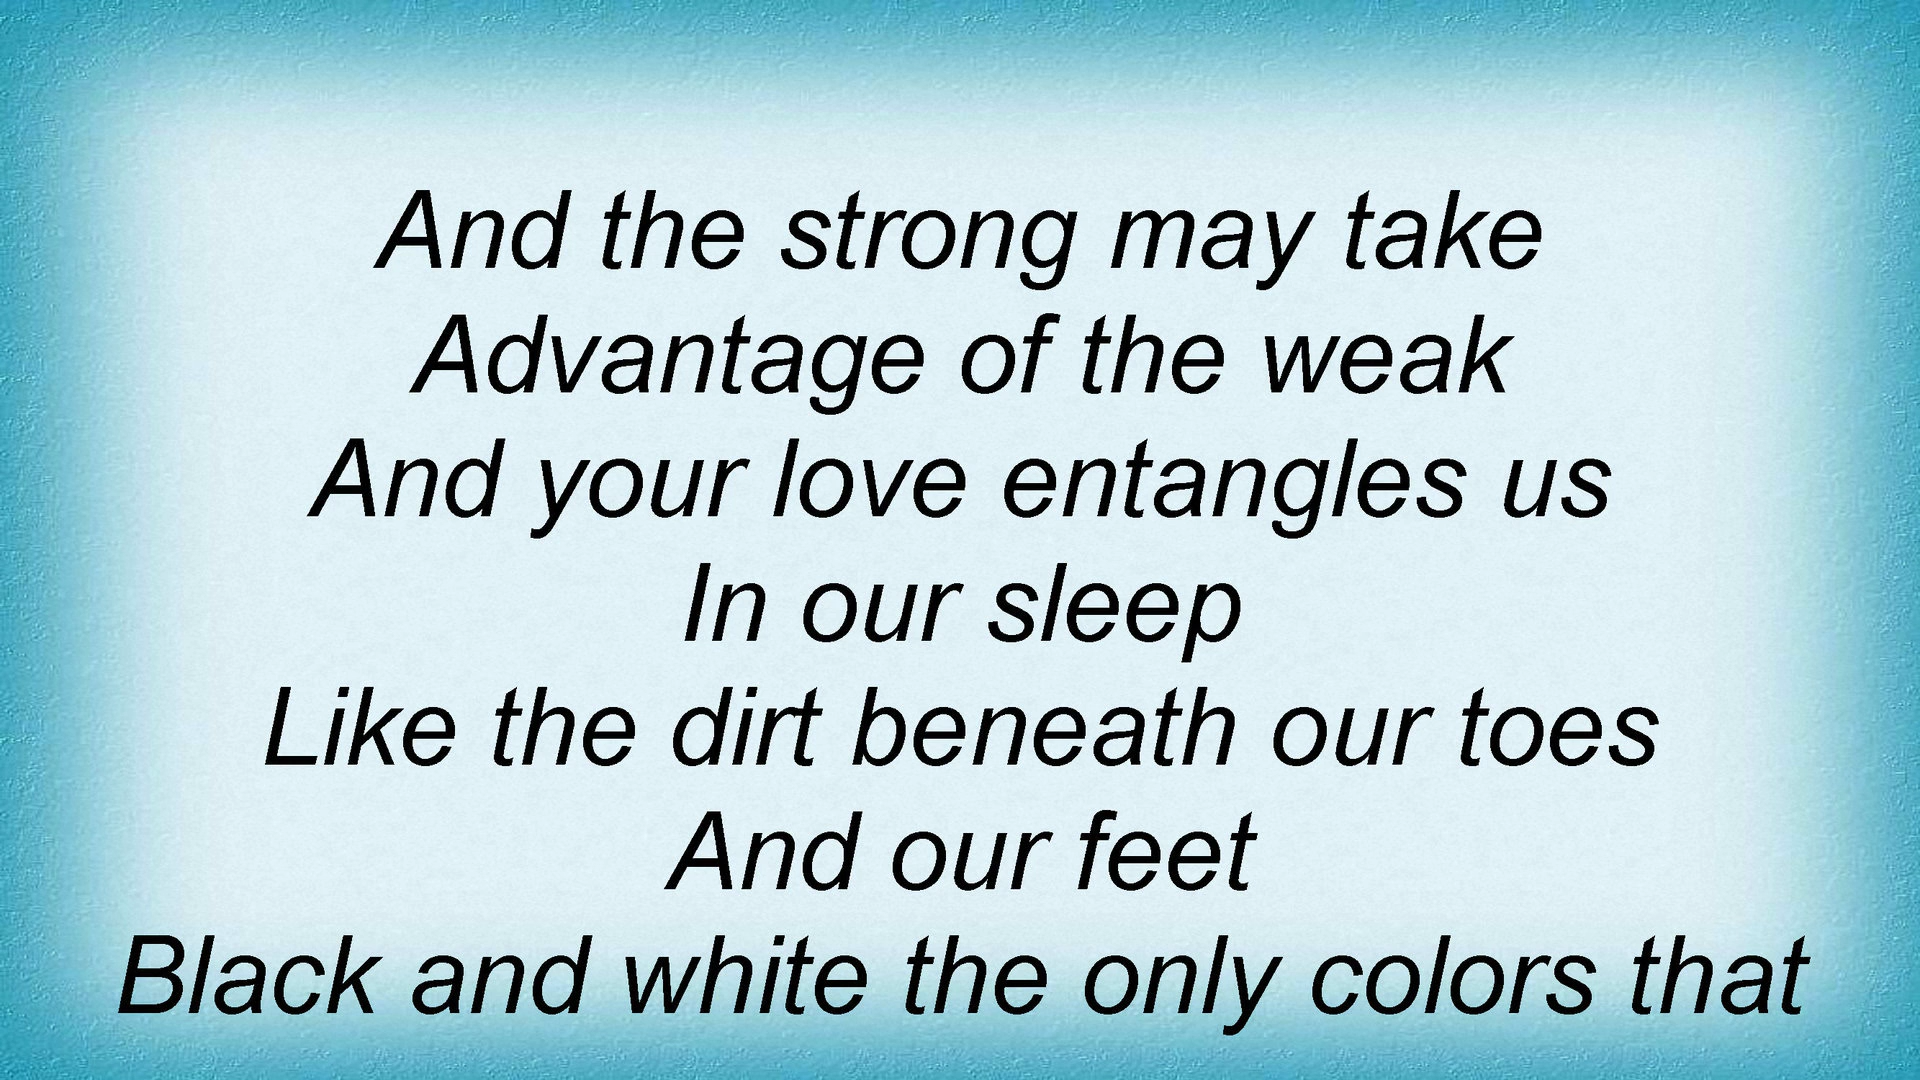 And the strong may take
Advantage of the weak
And your love entangles us
In our sleep
Like the dirt beneath our toes
And our feet
Black and white the only colors that